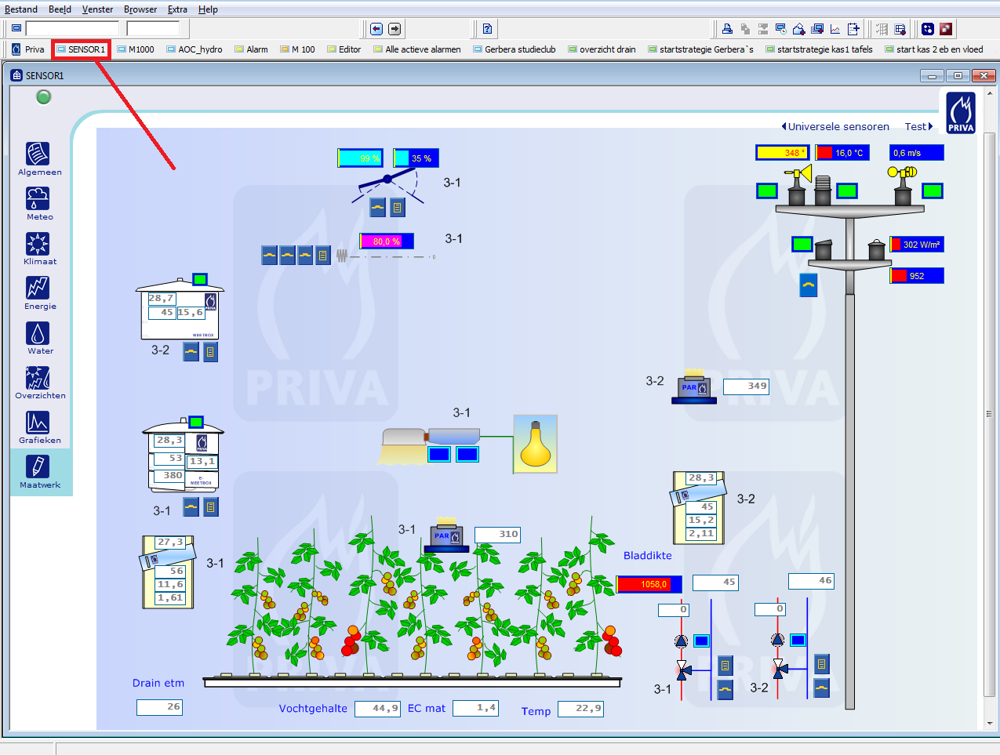 Bestand Beeld Venster Browser Extra Help
Priva SENSOR1 M1000 AOC_hydro Alarm M 100 Editor Alle actieve alarmen Gerbera studieclub overzicht drain startstrategie Gerbera`s startstrategie kas1 tafels start kas 2 eb en vloed
SENSOR1
PRIVA
Universele sensoren Test
Algemeen
Meteo
Klimaat
Energie
Water
Overzichten
Grafieken
Maatwerk
99 % 35 %
3-1
80,0 %
3-1
348 ° 16,0 °C 0,6 m/s
302 W/m²
952
PRIVA
PRIVA
28,7
45 15,6
MEETBOX
3-2
3-2
PAR
349
28,3
53 13,1
380
E-MEETBOX
3-1
3-1
27,3
56
11,6
1,61
3-1
3-1
PAR
310
28,3
45
15,2
2,11
3-2
Bladdikte
1058,0 45 46
0 0
3-1 3-2
PRIVA
PRIVA
Drain etm
26
Vochtgehalte 44,9 EC mat 1,4 Temp 22,9